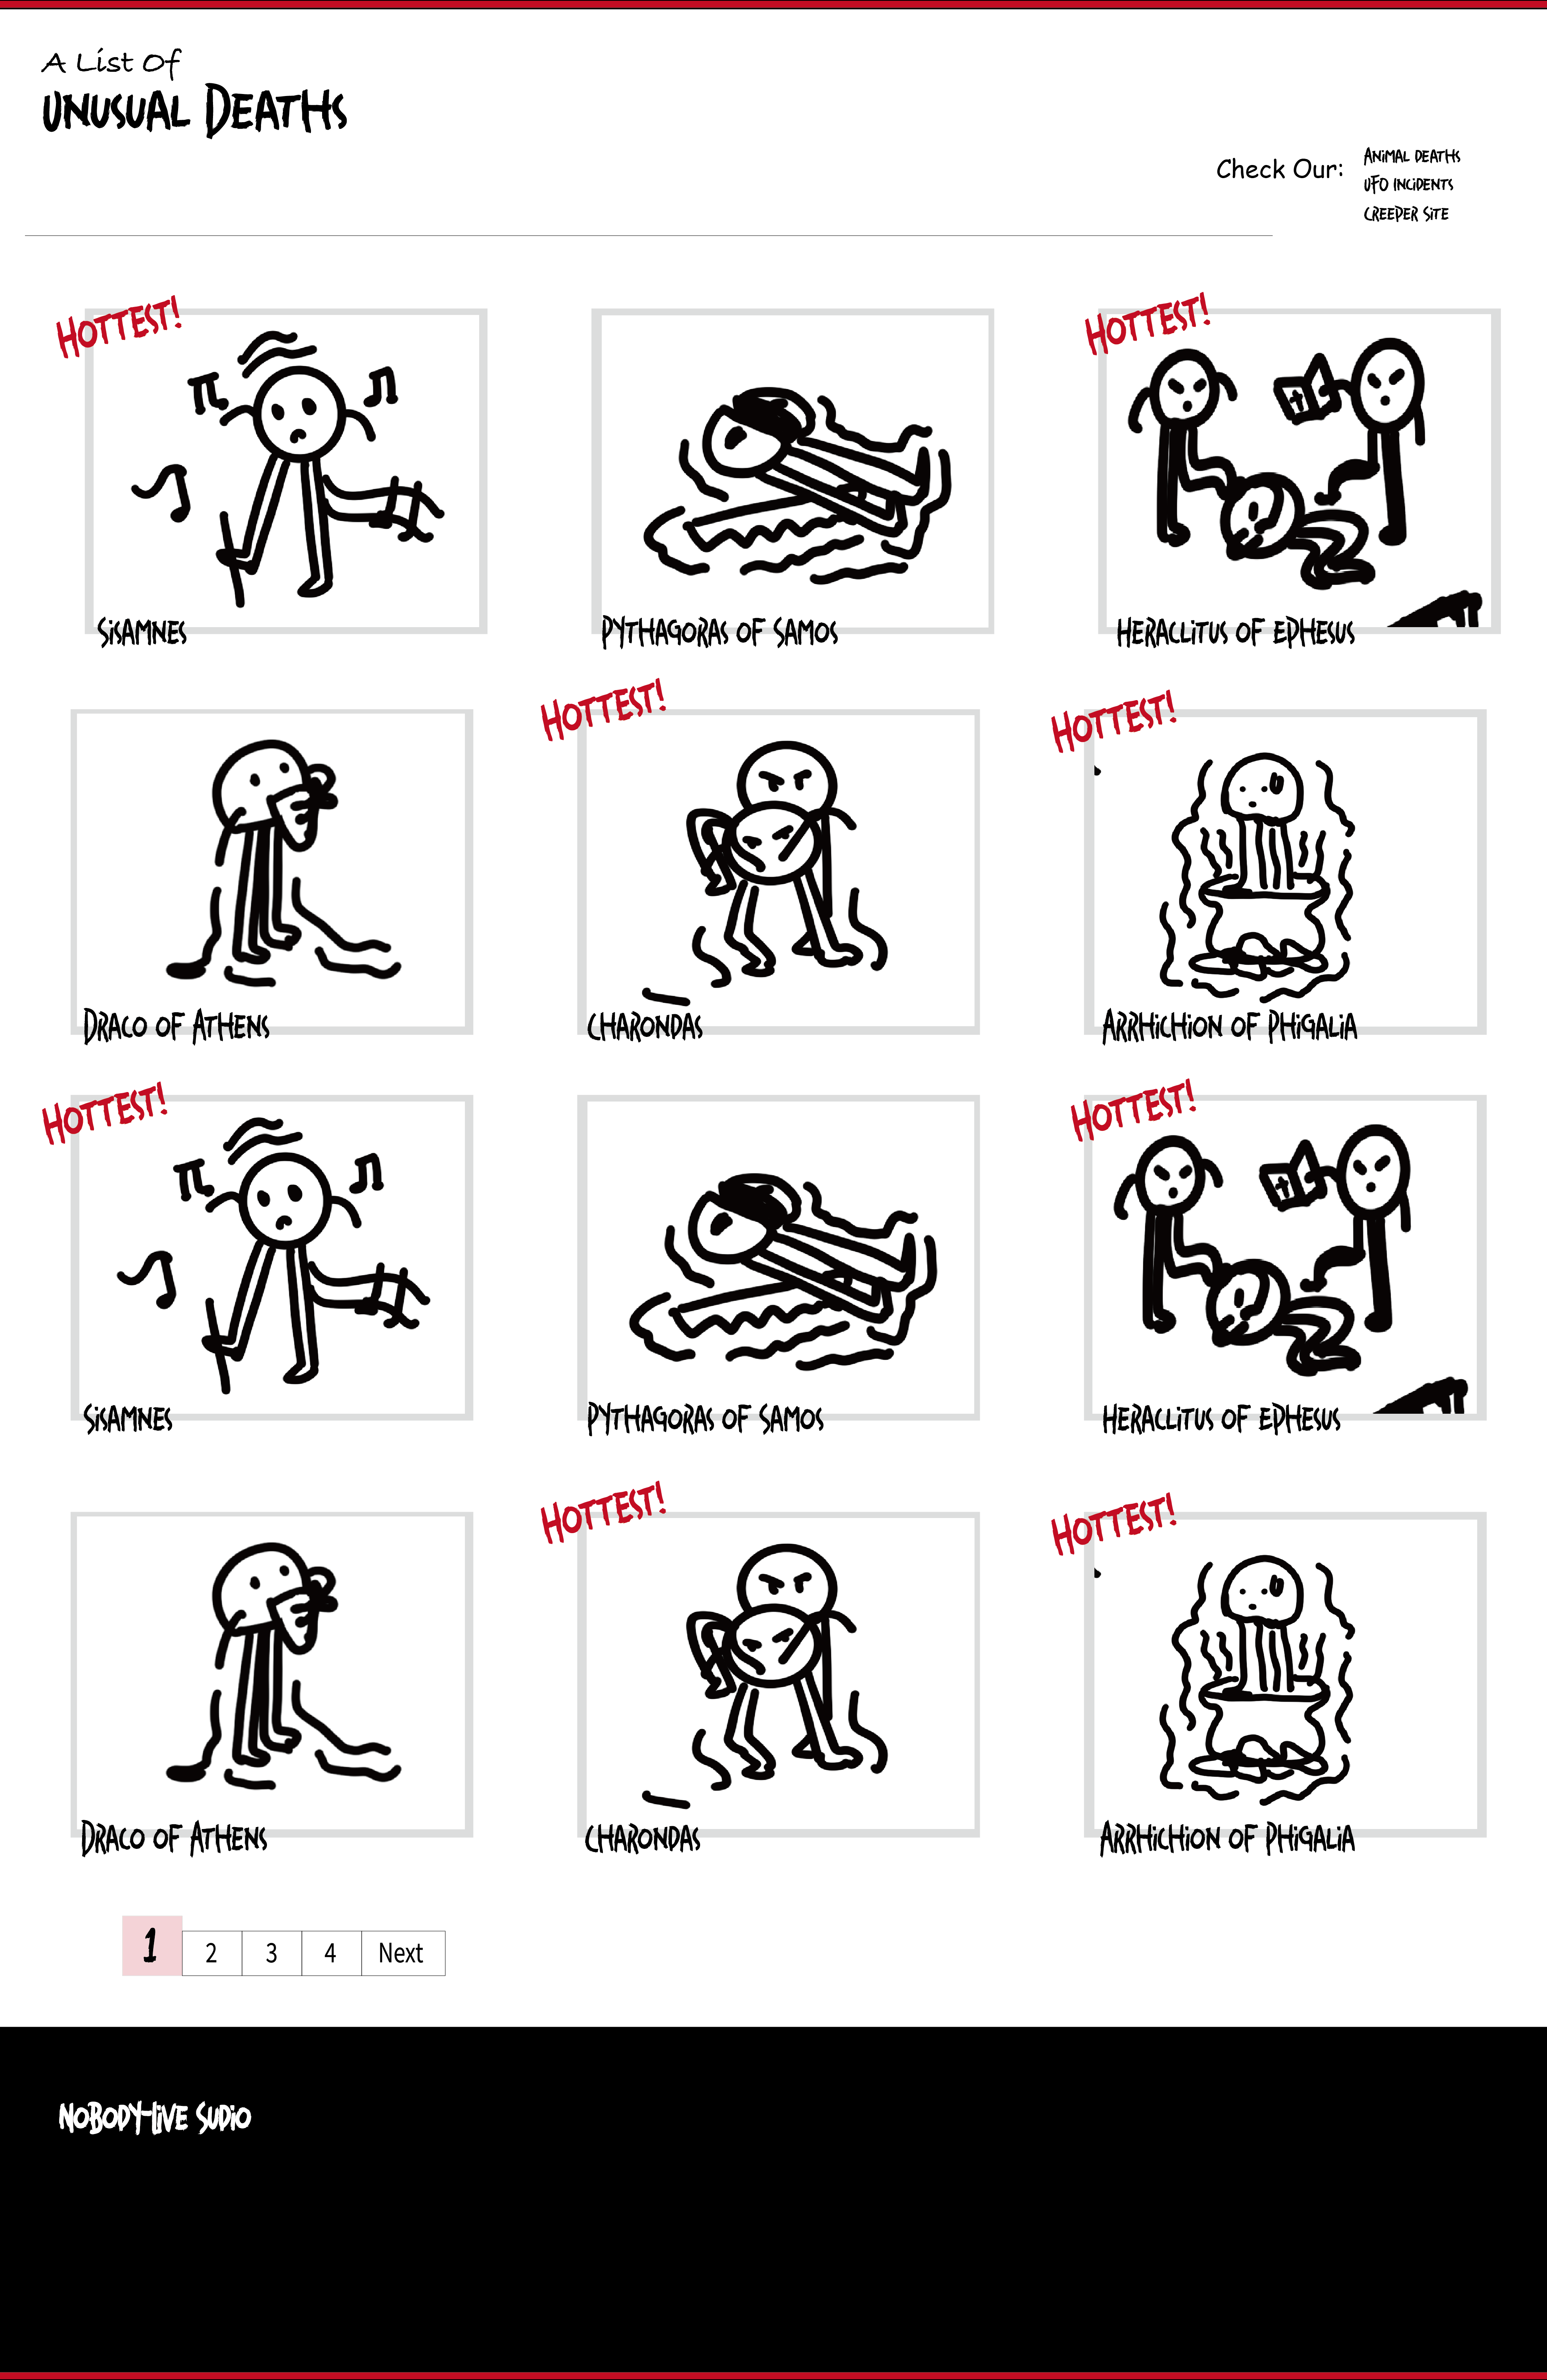 A List Of
UNUSUAL DEATHS
Check Our:
ANiMAL DEATHS
UFO INCiDENTS
CREEPER SiTE
HOTTEST!
HOTTEST!
SiSAMNES
PYTHAGORAS OF SAMOS
HERACLiTUS OF EPHESUS
HOTTEST!
HOTTEST!
DRACO OF ATHENS
CHARONDAS
ARRHiCHiON OF PHiGALiA
HOTTEST!
HOTTEST!
SiSAMNES
PYTHAGORAS OF SAMOS
HERACLiTUS OF EPHESUS
HOTTEST!
HOTTEST!
DRACO OF ATHENS
CHARONDAS
ARRHiCHiON OF PHiGALiA
1 2 3 4 Next
NOBODY-LiVE SUDiO